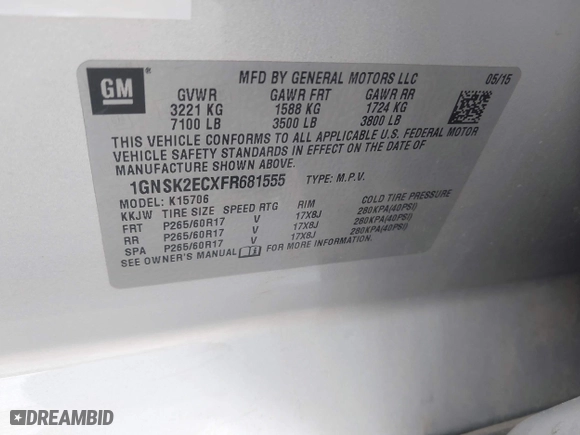 GM
MFD BY GENERAL MOTORS LLC 05/15
GVWR GAWR FRT GAWR RR
3221 KG 1588 KG 1724 KG
7100 LB 3500 LB 3800 LB
THIS VEHICLE CONFORMS TO ALL APPLICABLE U.S. FEDERAL MOTOR
VEHICLE SAFETY STANDARDS IN EFFECT ON THE DATE OF
MANUFACTURE SHOWN ABOVE.
1GNSK2ECXFR681555 TYPE: M.P.V.
MODEL: K15706
KKJW TIRE SIZE SPEED RTG RIM COLD TIRE PRESSURE
FRT P265/60R17 V 17X8J 280KPA(40PSI)
RR P265/60R17 V 17X8J 280KPA(40PSI)
SPA P265/60R17 V 17X8J 280KPA(40PSI)
SEE OWNER'S MANUAL FOR MORE INFORMATION.
DREAMBID